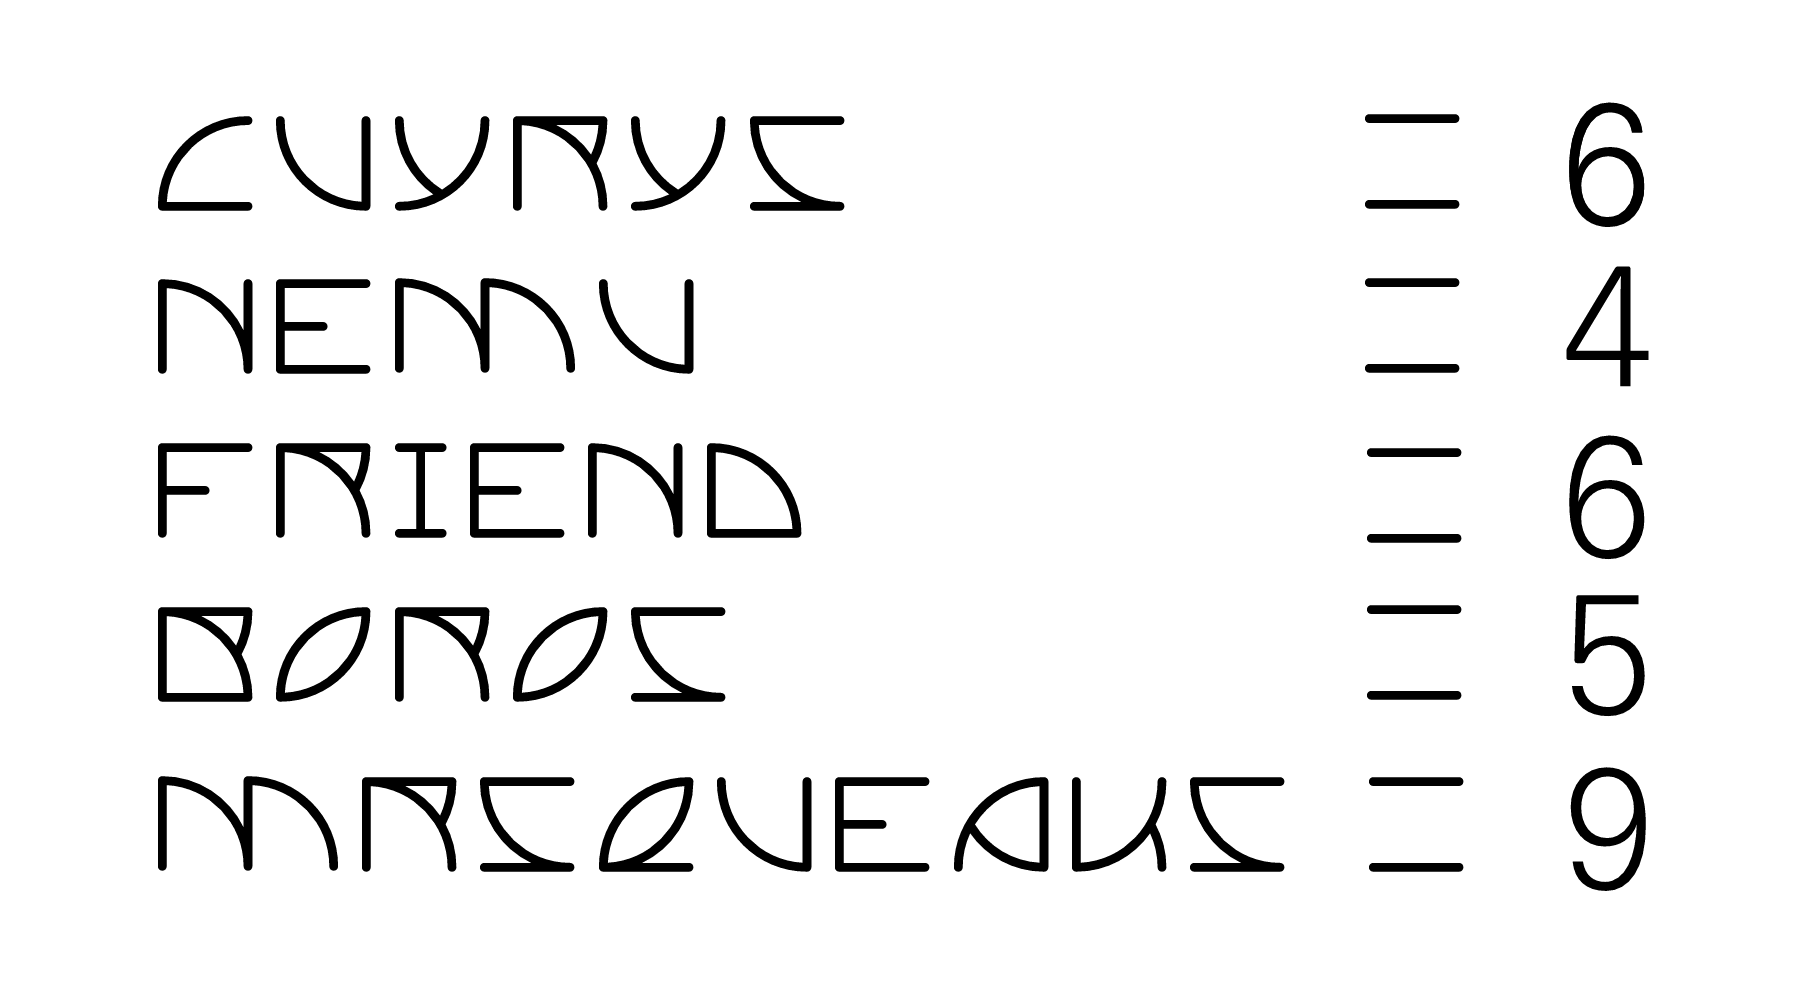 CUYRYS = 6
NEMU = 4
FRIEND = 6
BOROS = 5
MRSQUEAKS = 9